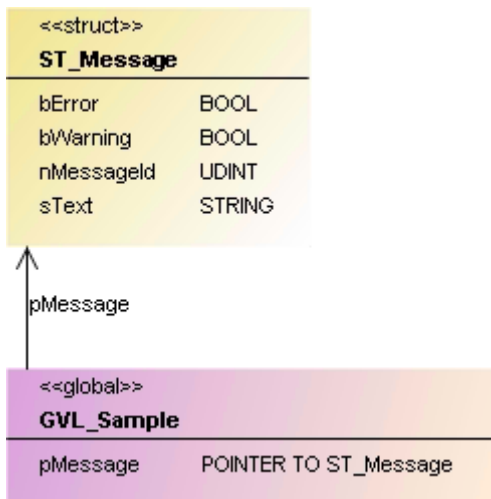 <<struct>>
ST_Message
bError BOOL
bWarning BOOL
nMessageId UDINT
sText STRING
pMessage
<<global>>
GVL_Sample
pMessage POINTER TO ST_Message